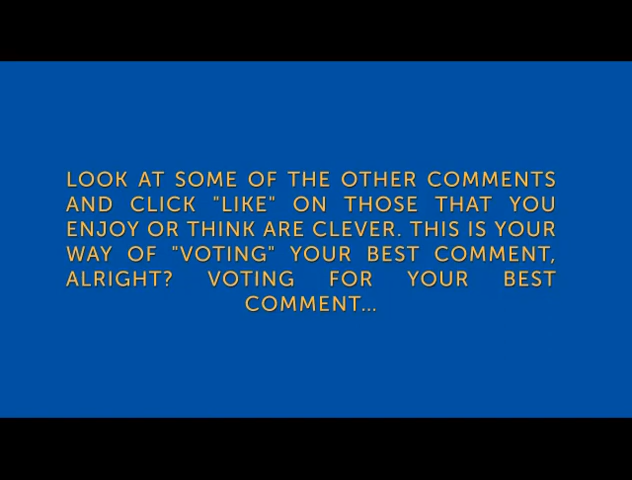 LOOK AT SOME OF THE OTHER COMMENTS
AND CLICK "LIKE" ON THOSE THAT YOU
ENJOY OR THINK ARE CLEVER. THIS IS YOUR
WAY OF "VOTING" YOUR BEST COMMENT,
ALRIGHT? VOTING FOR YOUR BEST
COMMENT...